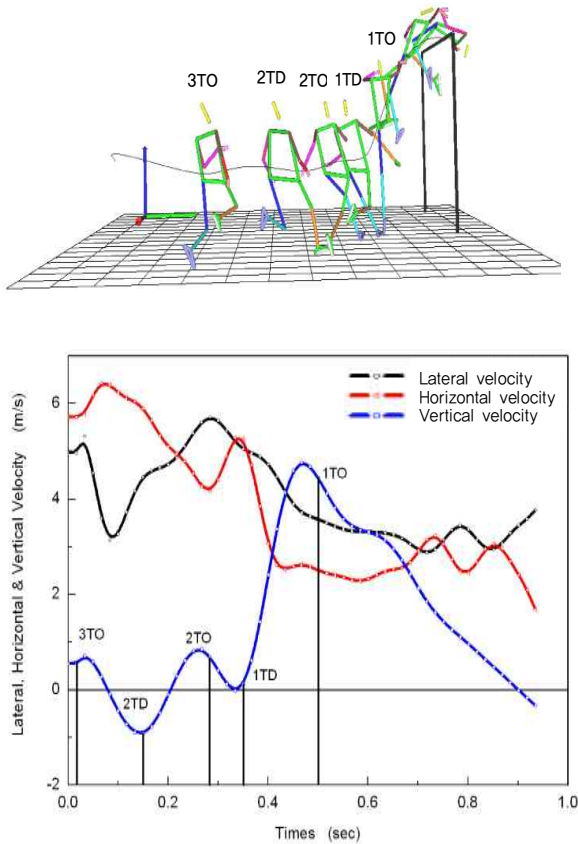 1TO
3TO
2TD
2TO
1TD
Lateral, Horizontal & Vertical Velocity (m/s)
6
4
2
0
-2
Lateral velocity
Horizontal velocity
Vertical velocity
1TO
3TO
2TO
2TD
1TD
0.0
0.2
0.4
0.6
0.8
1.0
Times (sec)